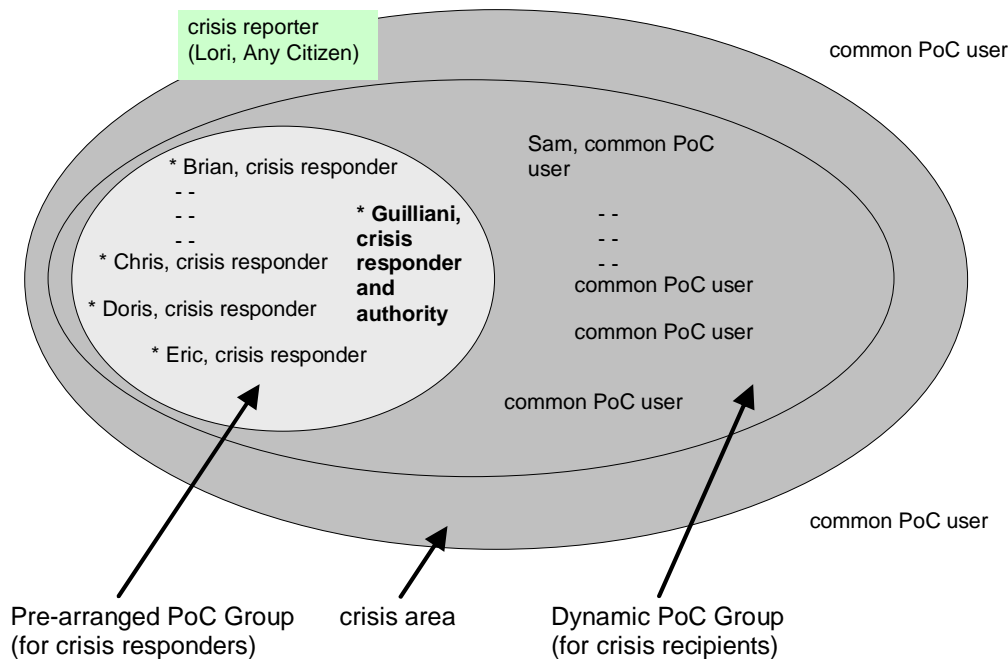 crisis reporter
(Lori, Any Citizen)
common PoC user
Sam, common PoC
user
* Brian, crisis responder
- -
- -
- -
* Guilliani,
crisis
responder
and
authority
* Chris, crisis responder
* Doris, crisis responder
* Eric, crisis responder
- -
- -
- -
common PoC user
common PoC user
common PoC user
common PoC user
Pre-arranged PoC Group
(for crisis responders)
crisis area
Dynamic PoC Group
(for crisis recipients)